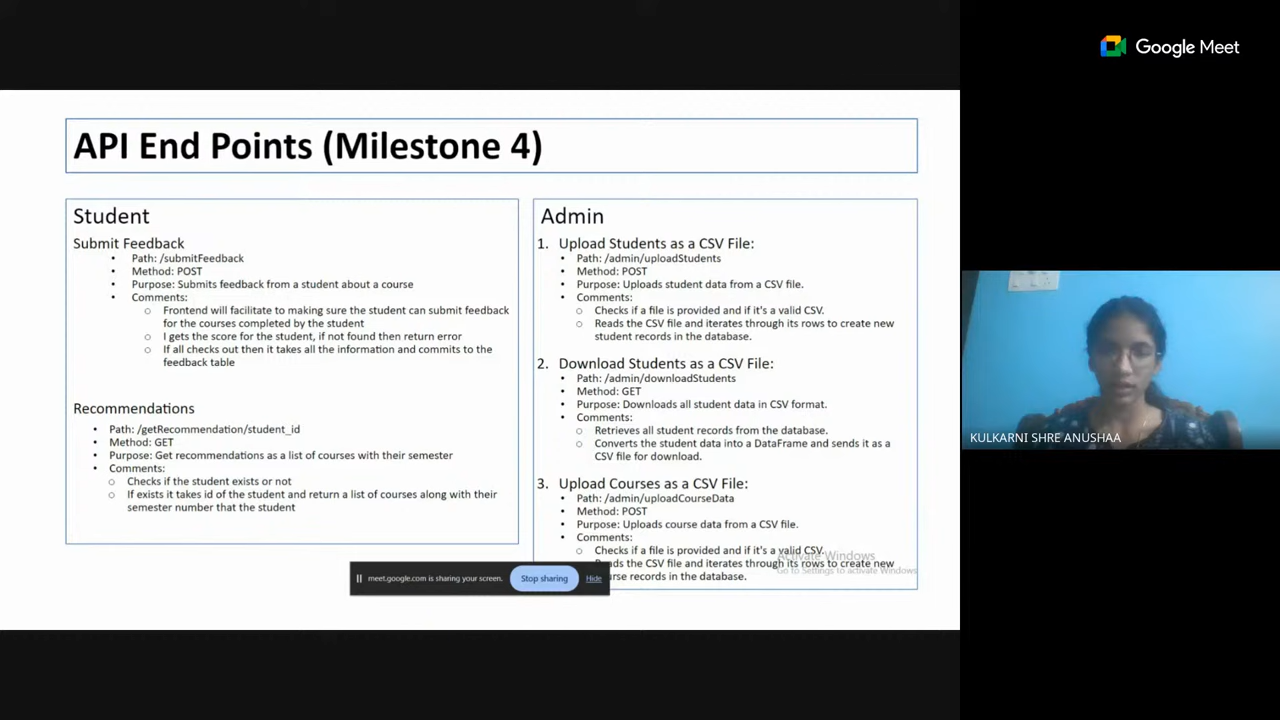 Google Meet
API End Points (Milestone 4)
Student
Submit Feedback
• Path: /submitFeedback
• Method: POST
• Purpose: Submits feedback from a student about a course
• Comments:
o Frontend will facilitate to making sure the student can submit feedback
for the courses completed by the student
o I gets the score for the student, if not found then return error
o If all checks out then it takes all the information and commits to the
feedback table
Recommendations
• Path: /getRecommendation/student_id
• Method: GET
• Purpose: Get recommendations as a list of courses with their semester
• Comments:
o Checks if the student exists or not
o If exists it takes id of the student and return a list of courses along with their
semester number that the student
Admin
1. Upload Students as a CSV File:
• Path: /admin/uploadStudents
• Method: POST
• Purpose: Uploads student data from a CSV file.
• Comments:
o Checks if a file is provided and if it's a valid CSV.
o Reads the CSV file and iterates through its rows to create new
student records in the database.
2. Download Students as a CSV File:
• Path: /admin/downloadStudents
• Method: GET
• Purpose: Downloads all student data in CSV format.
• Comments:
o Retrieves all student records from the database.
o Converts the student data into a DataFrame and sends it as a
CSV file for download.
3. Upload Courses as a CSV File:
• Path: /admin/uploadCourseData
• Method: POST
• Purpose: Uploads course data from a CSV file.
• Comments:
o Checks if a file is provided and if it's a valid CSV.
the CSV file and iterates through its rows to create new
records in the database.
Activate Windows
Go to Settings to activate Windows.
meet.google.com is sharing your screen.
Stop sharing
Hide
KULKARNI SHRE ANUSHAA